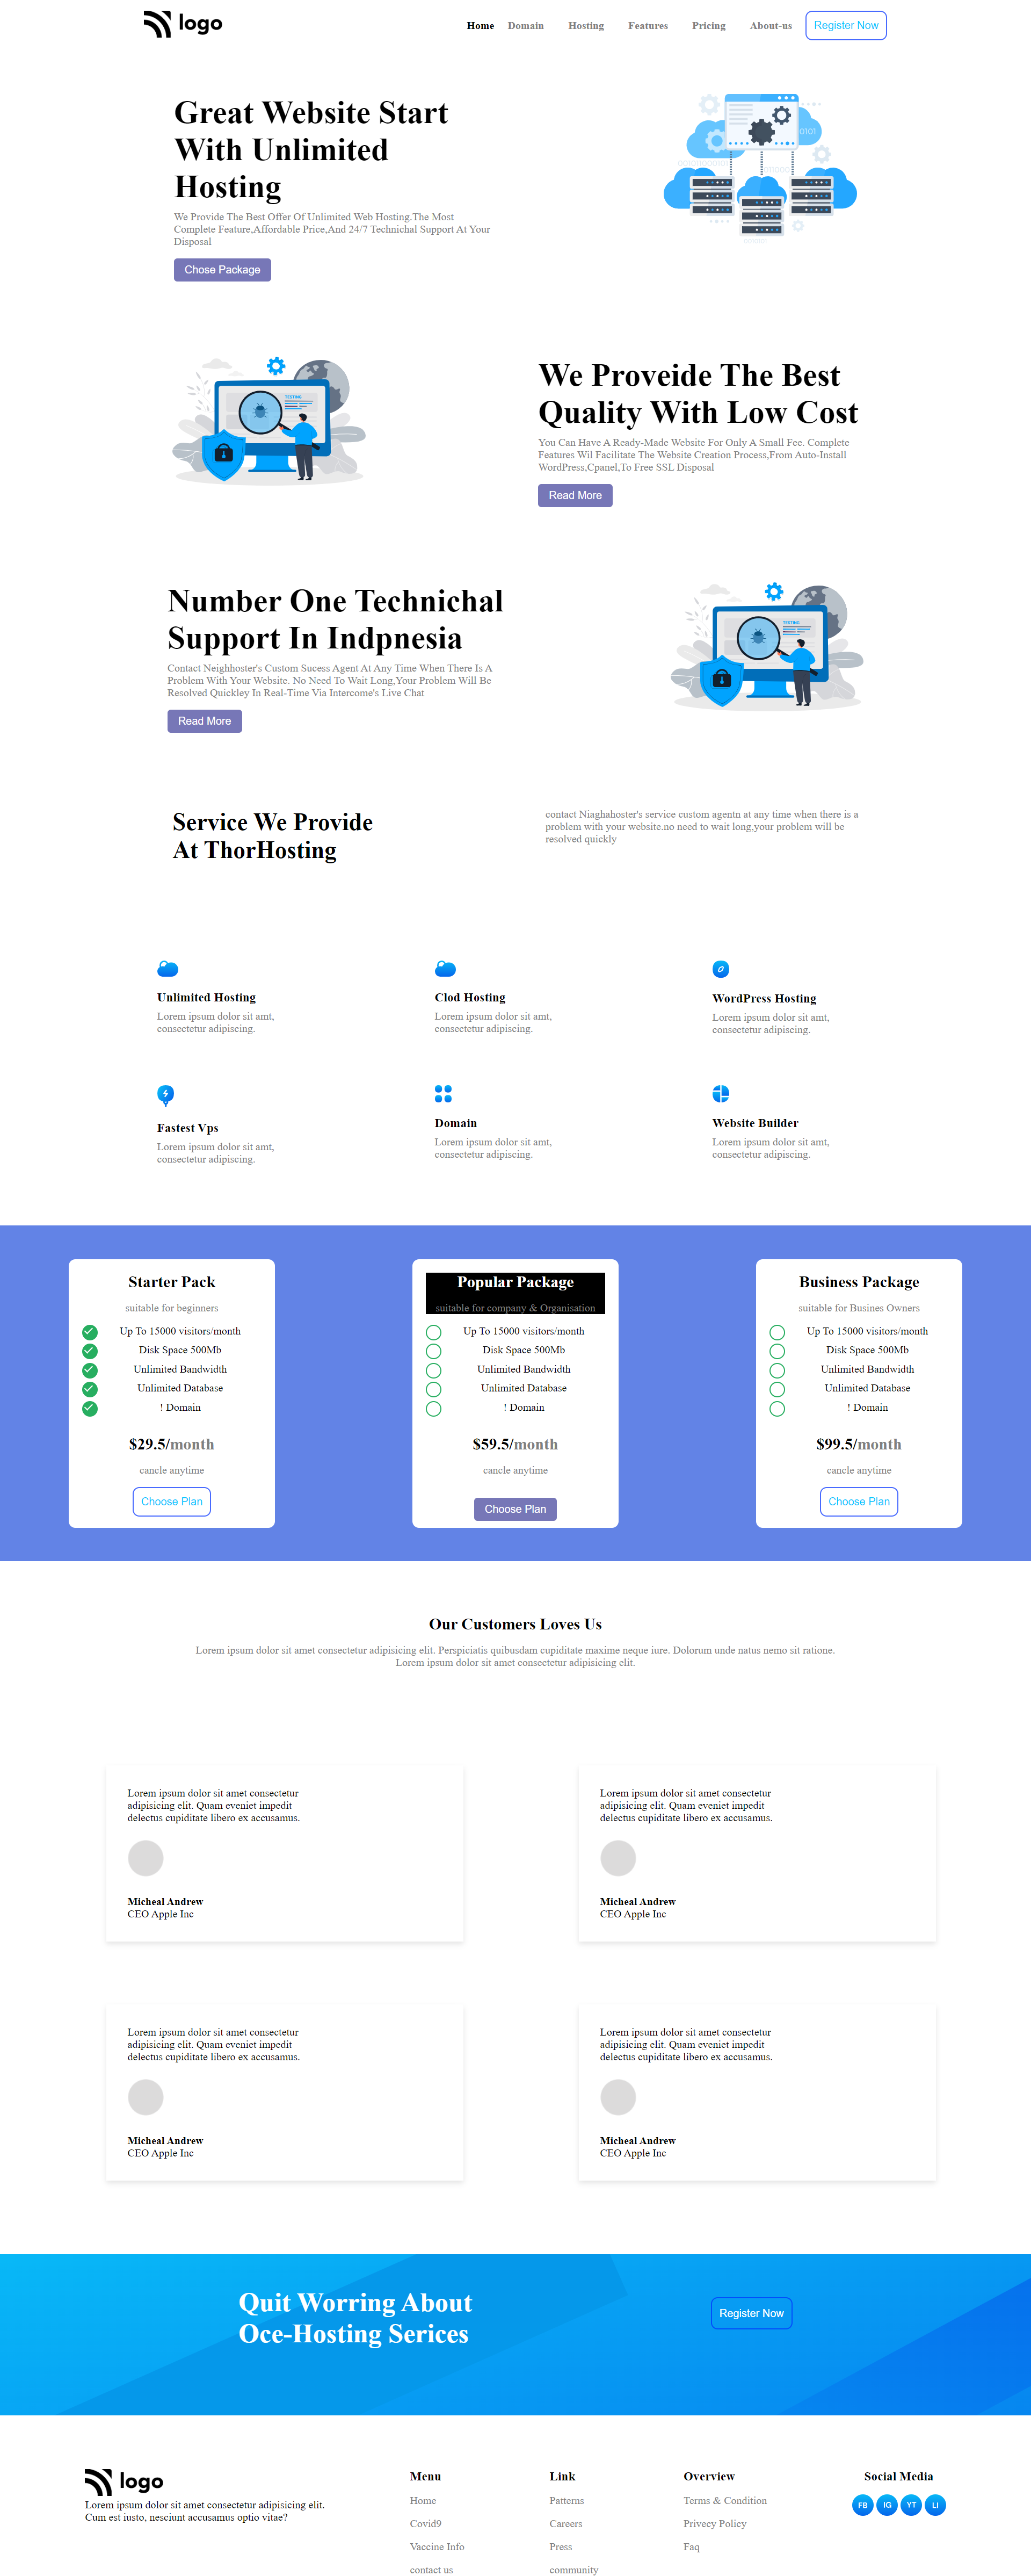 logo
Home Domain Hosting Features Pricing About-us Register Now
Great Website Start
With Unlimited
Hosting
We Provide The Best Offer Of Unlimited Web Hosting.The Most
Complete Feature,Affordable Price,And 24/7 Technichal Support At Your
Disposal
Chose Package
We Proveide The Best
Quality With Low Cost
You Can Have A Ready-Made Website For Only A Small Fee. Complete
Features Wil Facilitate The Website Creation Process,From Auto-Install
WordPress,Cpanel,To Free SSL Disposal
Read More
TESTING
Number One Technichal
Support In Indpnesia
Contact Neighhoster's Custom Sucess Agent At Any Time When There Is A
Problem With Your Website. No Need To Wait Long,Your Problem Will Be
Resolved Quickley In Real-Time Via Intercome's Live Chat
Read More
TESTING
Service We Provide
At ThorHosting
contact Niaghahoster's service custom agentn at any time when there is a
problem with your website.no need to wait long,your problem will be
resolved quickly
Unlimited Hosting
Lorem ipsum dolor sit amt,
consectetur adipiscing.
Clod Hosting
Lorem ipsum dolor sit amt,
consectetur adipiscing.
WordPress Hosting
Lorem ipsum dolor sit amt,
consectetur adipiscing.
Fastest Vps
Lorem ipsum dolor sit amt,
consectetur adipiscing.
Domain
Lorem ipsum dolor sit amt,
consectetur adipiscing.
Website Builder
Lorem ipsum dolor sit amt,
consectetur adipiscing.
Starter Pack
suitable for beginners
Up To 15000 visitors/month
Disk Space 500Mb
Unlimited Bandwidth
Unlimited Database
! Domain
$29.5/month
cancle anytime
Choose Plan
Popular Package
suitable for company & Organisation
Up To 15000 visitors/month
Disk Space 500Mb
Unlimited Bandwidth
Unlimited Database
! Domain
$59.5/month
cancle anytime
Choose Plan
Business Package
suitable for Busines Owners
Up To 15000 visitors/month
Disk Space 500Mb
Unlimited Bandwidth
Unlimited Database
! Domain
$99.5/month
cancle anytime
Choose Plan
Our Customers Loves Us
Lorem ipsum dolor sit amet consectetur adipisicing elit. Perspiciatis quibusdam cupiditate maxime neque iure. Dolorum unde natus nemo sit ratione.
Lorem ipsum dolor sit amet consectetur adipisicing elit.
Lorem ipsum dolor sit amet consectetur
adipisicing elit. Quam eveniet impedit
delectus cupiditate libero ex accusamus.
Micheal Andrew
CEO Apple Inc
Lorem ipsum dolor sit amet consectetur
adipisicing elit. Quam eveniet impedit
delectus cupiditate libero ex accusamus.
Micheal Andrew
CEO Apple Inc
Lorem ipsum dolor sit amet consectetur
adipisicing elit. Quam eveniet impedit
delectus cupiditate libero ex accusamus.
Micheal Andrew
CEO Apple Inc
Lorem ipsum dolor sit amet consectetur
adipisicing elit. Quam eveniet impedit
delectus cupiditate libero ex accusamus.
Micheal Andrew
CEO Apple Inc
Quit Worring About
Oce-Hosting Serices
Register Now
logo
Lorem ipsum dolor sit amet consectetur adipisicing elit.
Cum est iusto, nesciunt accusamus optio vitae?
Menu
Home
Covid9
Vaccine Info
contact us
Link
Patterns
Careers
Press
community
Overview
Terms & Condition
Privecy Policy
Faq
Social Media
FB IG YT LI